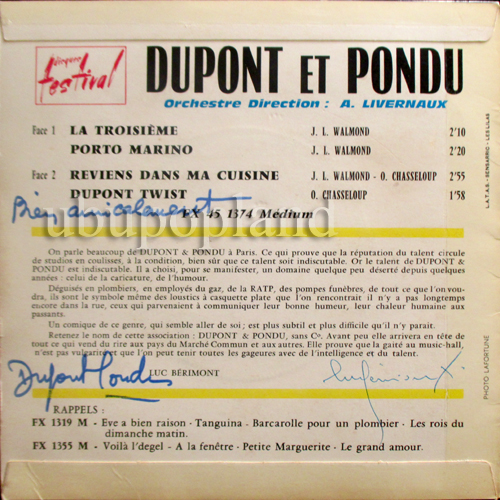 disques
festival
DUPONT ET PONDU
Orchestre Direction : A. LIVERNAUX
Face 1 LA TROISIÈME J. L. WALMOND 2'10
PORTO MARINO J. L. WALMOND 2'20
Face 2 REVIENS DANS MA CUISINE J. L. WALMOND - O. CHASSELOUP 2'55
DUPONT TWIST O. CHASSELOUP 1'58
Bien amicalement
ubupopland
FX 45 1374 Médium
On parle beaucoup de DUPONT & PONDU à Paris. Ce qui prouve que la réputation du talent circule
de studios en coulisses, à la condition, bien sûr que ce talent soit indiscutable. Or le talent de DUPONT &
PONDU est indiscutable. Il a choisi, pour se manifester, un domaine quelque peu déserté depuis quelques
années : celui de la caricature, de l'humour.
Déguisés en plombiers, en employés du gaz, de la RATP, des pompes funèbres, de tout ce que l'on vou-
dra, ils sont le symbole même des loustics à casquette plate que l'on rencontrait il n'y a pas longtemps
encore dans la rue, ceux qui parvenaient à communiquer leur bonne humeur, leur chaleur humaine aux
passants.
Un comique de ce genre, qui semble aller de soi ; est plus subtil et plus difficile qu'il n'y parait.
Retenez le nom de cette association : DUPONT & PONDU, sans Cº. Avant peu elle arrivera en tête de
tout ce qui vend du rire aux pays du Marché Commun et aux autres. Elle prouve que la gaité au music-hall,
n'est pas vulgarité et que l'on peut tenir toutes les gageures avec de l'intelligence et du talent.
LUC BÉRIMONT
Dupont Pondu
RAPPELS :
FX 1319 M - Eve a bien raison - Tanguina - Barcarolle pour un plombier - Les rois du
dimanche matin.
FX 1355 M - Voilà l'degel - A la fenêtre - Petite Marguerite - Le grand amour.
I.A.T.A.S. - SENSARRIC - LES LILAS
PHOTO LAFORTUNE